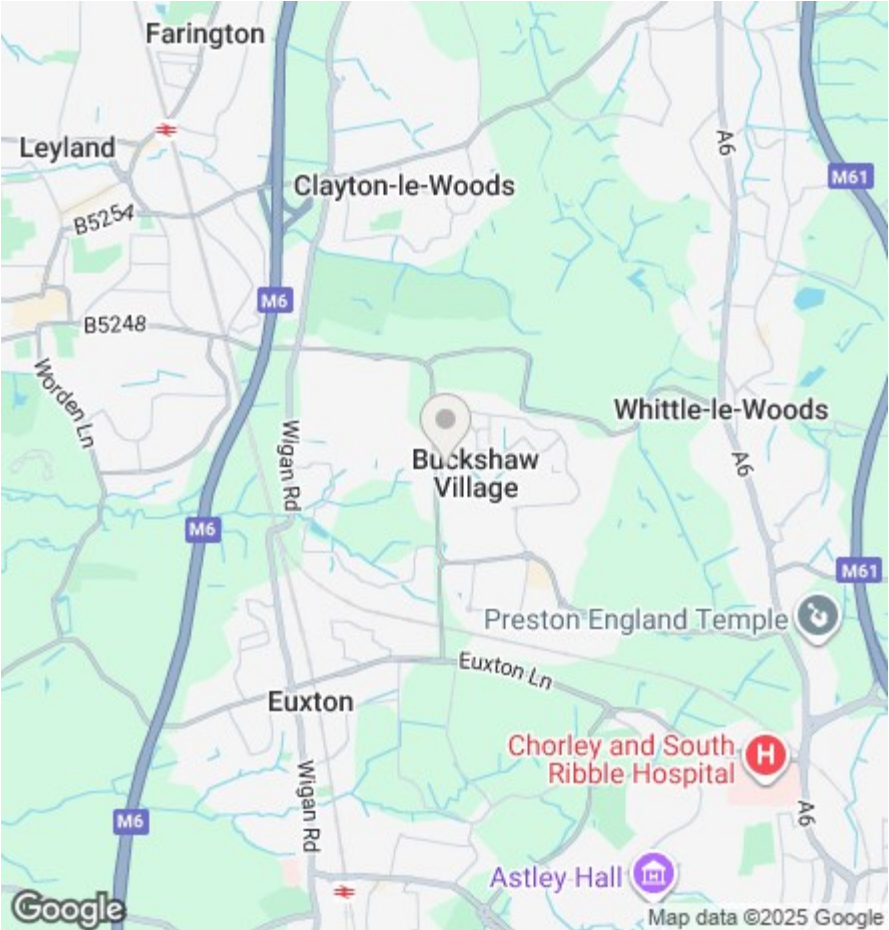 Farington
Leyland
A6
M61
Clayton-le-Woods
B5254
M6
B5248
Worden Ln
Whittle-le-Woods
Wigan Rd
Buckshaw
Village
A6
M6
M61
Preston England Temple
Euxton Ln
Euxton
Chorley and South
Ribble Hospital
H
Wigan Rd
M6
A6
Astley Hall
Google
Map data ©2025 Google